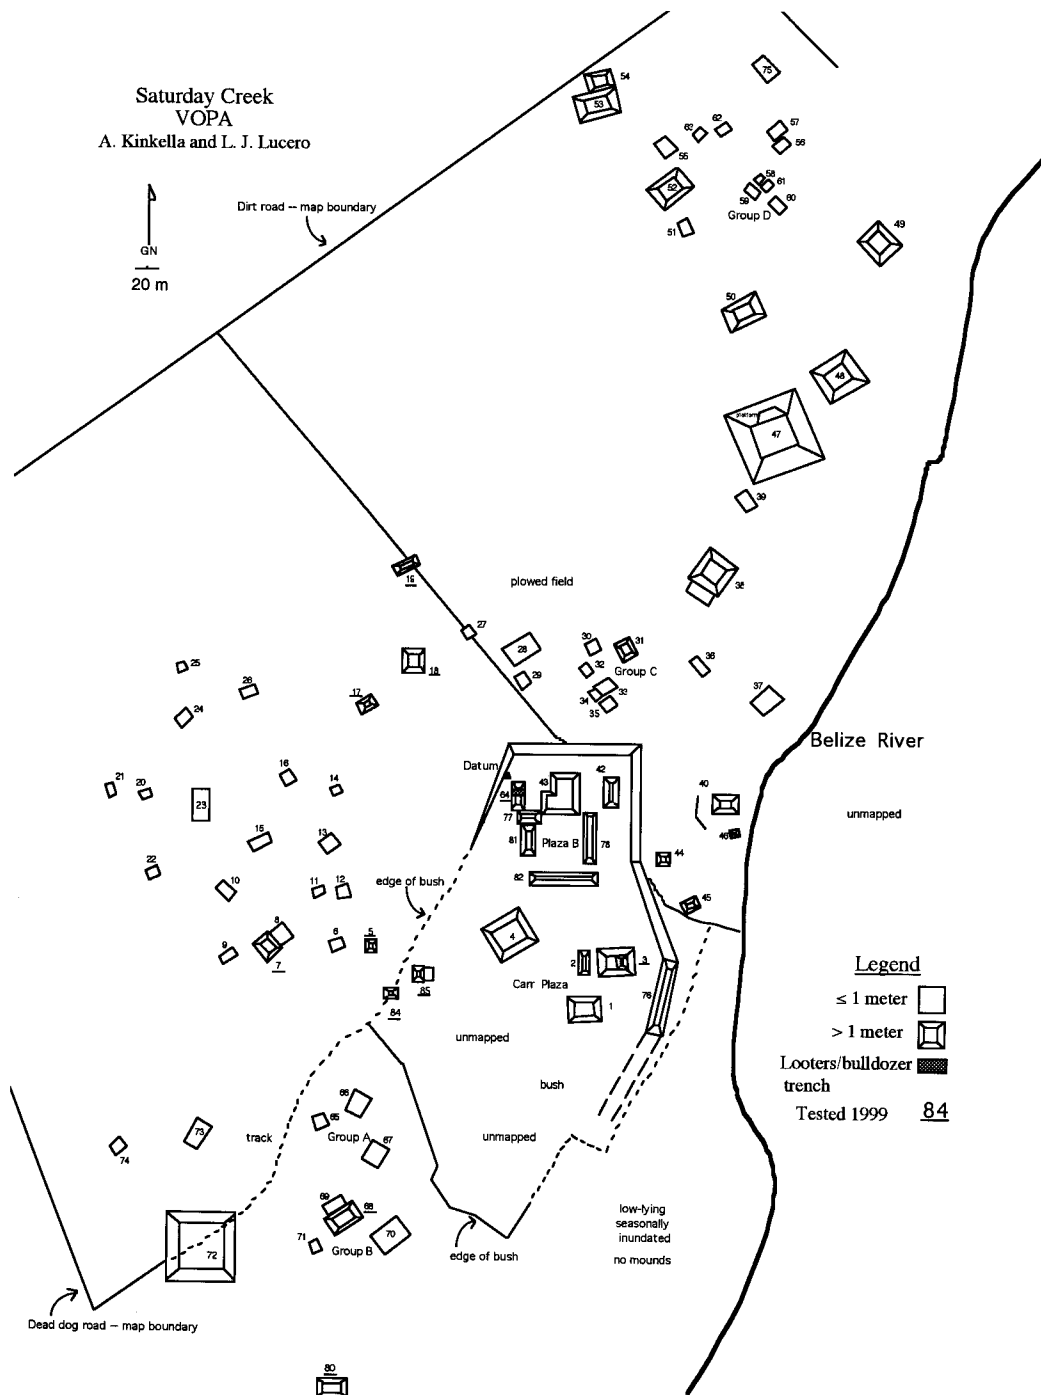 Saturday Creek
VOPA
A. Kinkella and L. J. Lucero
GN
20 m
Dirt road -- map boundary
54
53
75
62
63
57
56
55
52
58
61
59
60
Group D
51
49
50
48
platform
47
39
38
19
plowed field
27
28
29
30
31
32
Group C
33
34
35
36
37
25
26
24
17
18
Belize River
Datum
21
20
23
16
14
64
43
42
40
unmapped
46
77
81
Plaza B
78
44
15
13
22
10
11
12
edge of bush
82
45
8
9
7
6
5
4
2
3
Carr Plaza
1
76
85
84
unmapped
bush
unmapped
Legend
≤ 1 meter
> 1 meter
Looters/bulldozer
trench
Tested 1999 84
66
65
Group A
67
73
74
track
69
68
70
71
Group B
72
edge of bush
low-lying
seasonally
inundated
no mounds
Dead dog road -- map boundary
80